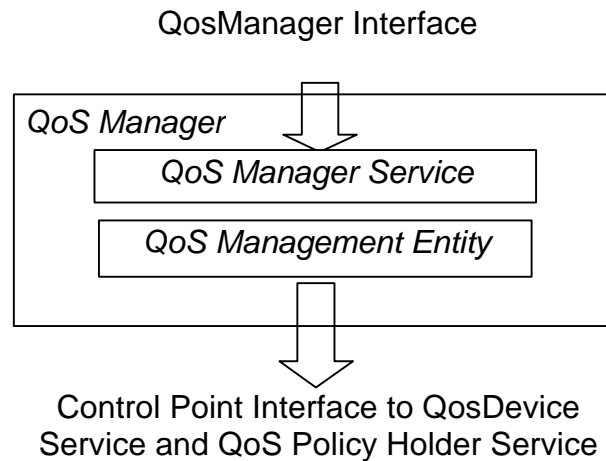 QosManager Interface
QoS Manager
QoS Manager Service
QoS Management Entity
Control Point Interface to QosDevice
Service and QoS Policy Holder Service